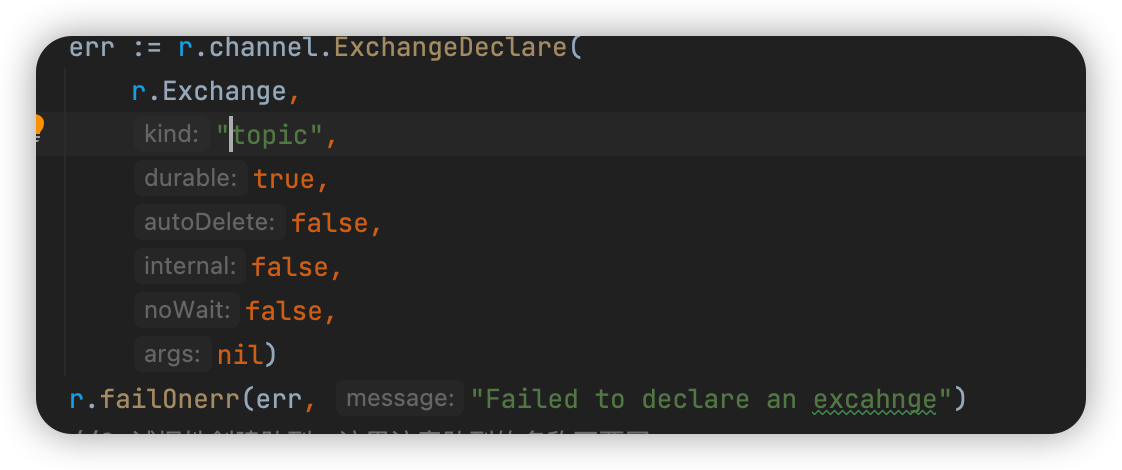 err := r.channel.ExchangeDeclare(
r.Exchange,
kind: "topic",
durable: true,
autoDelete: false,
internal: false,
noWait: false,
args: nil)
r.failOnerr(err, message: "Failed to declare an excahnge")